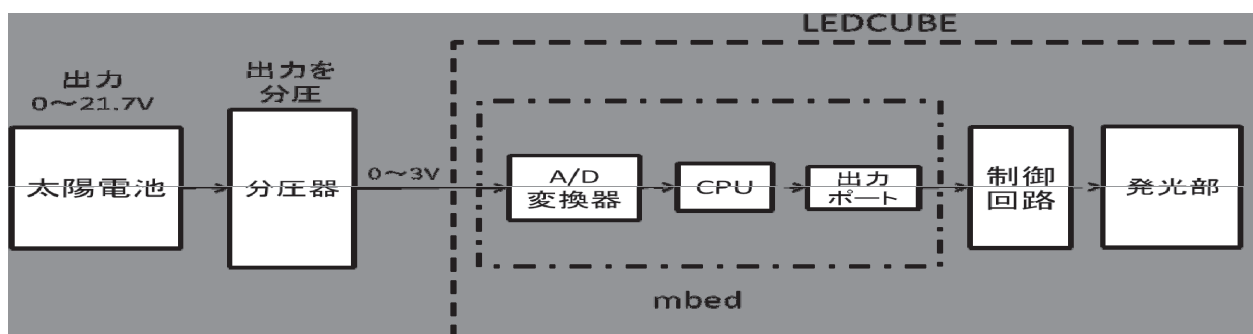 LEDCUBE
出力
0～21.7V
出力を
分圧
太陽電池
分圧器
0～3V
A/D
変換器
CPU
出力
ポート
制御
回路
発光部
mbed